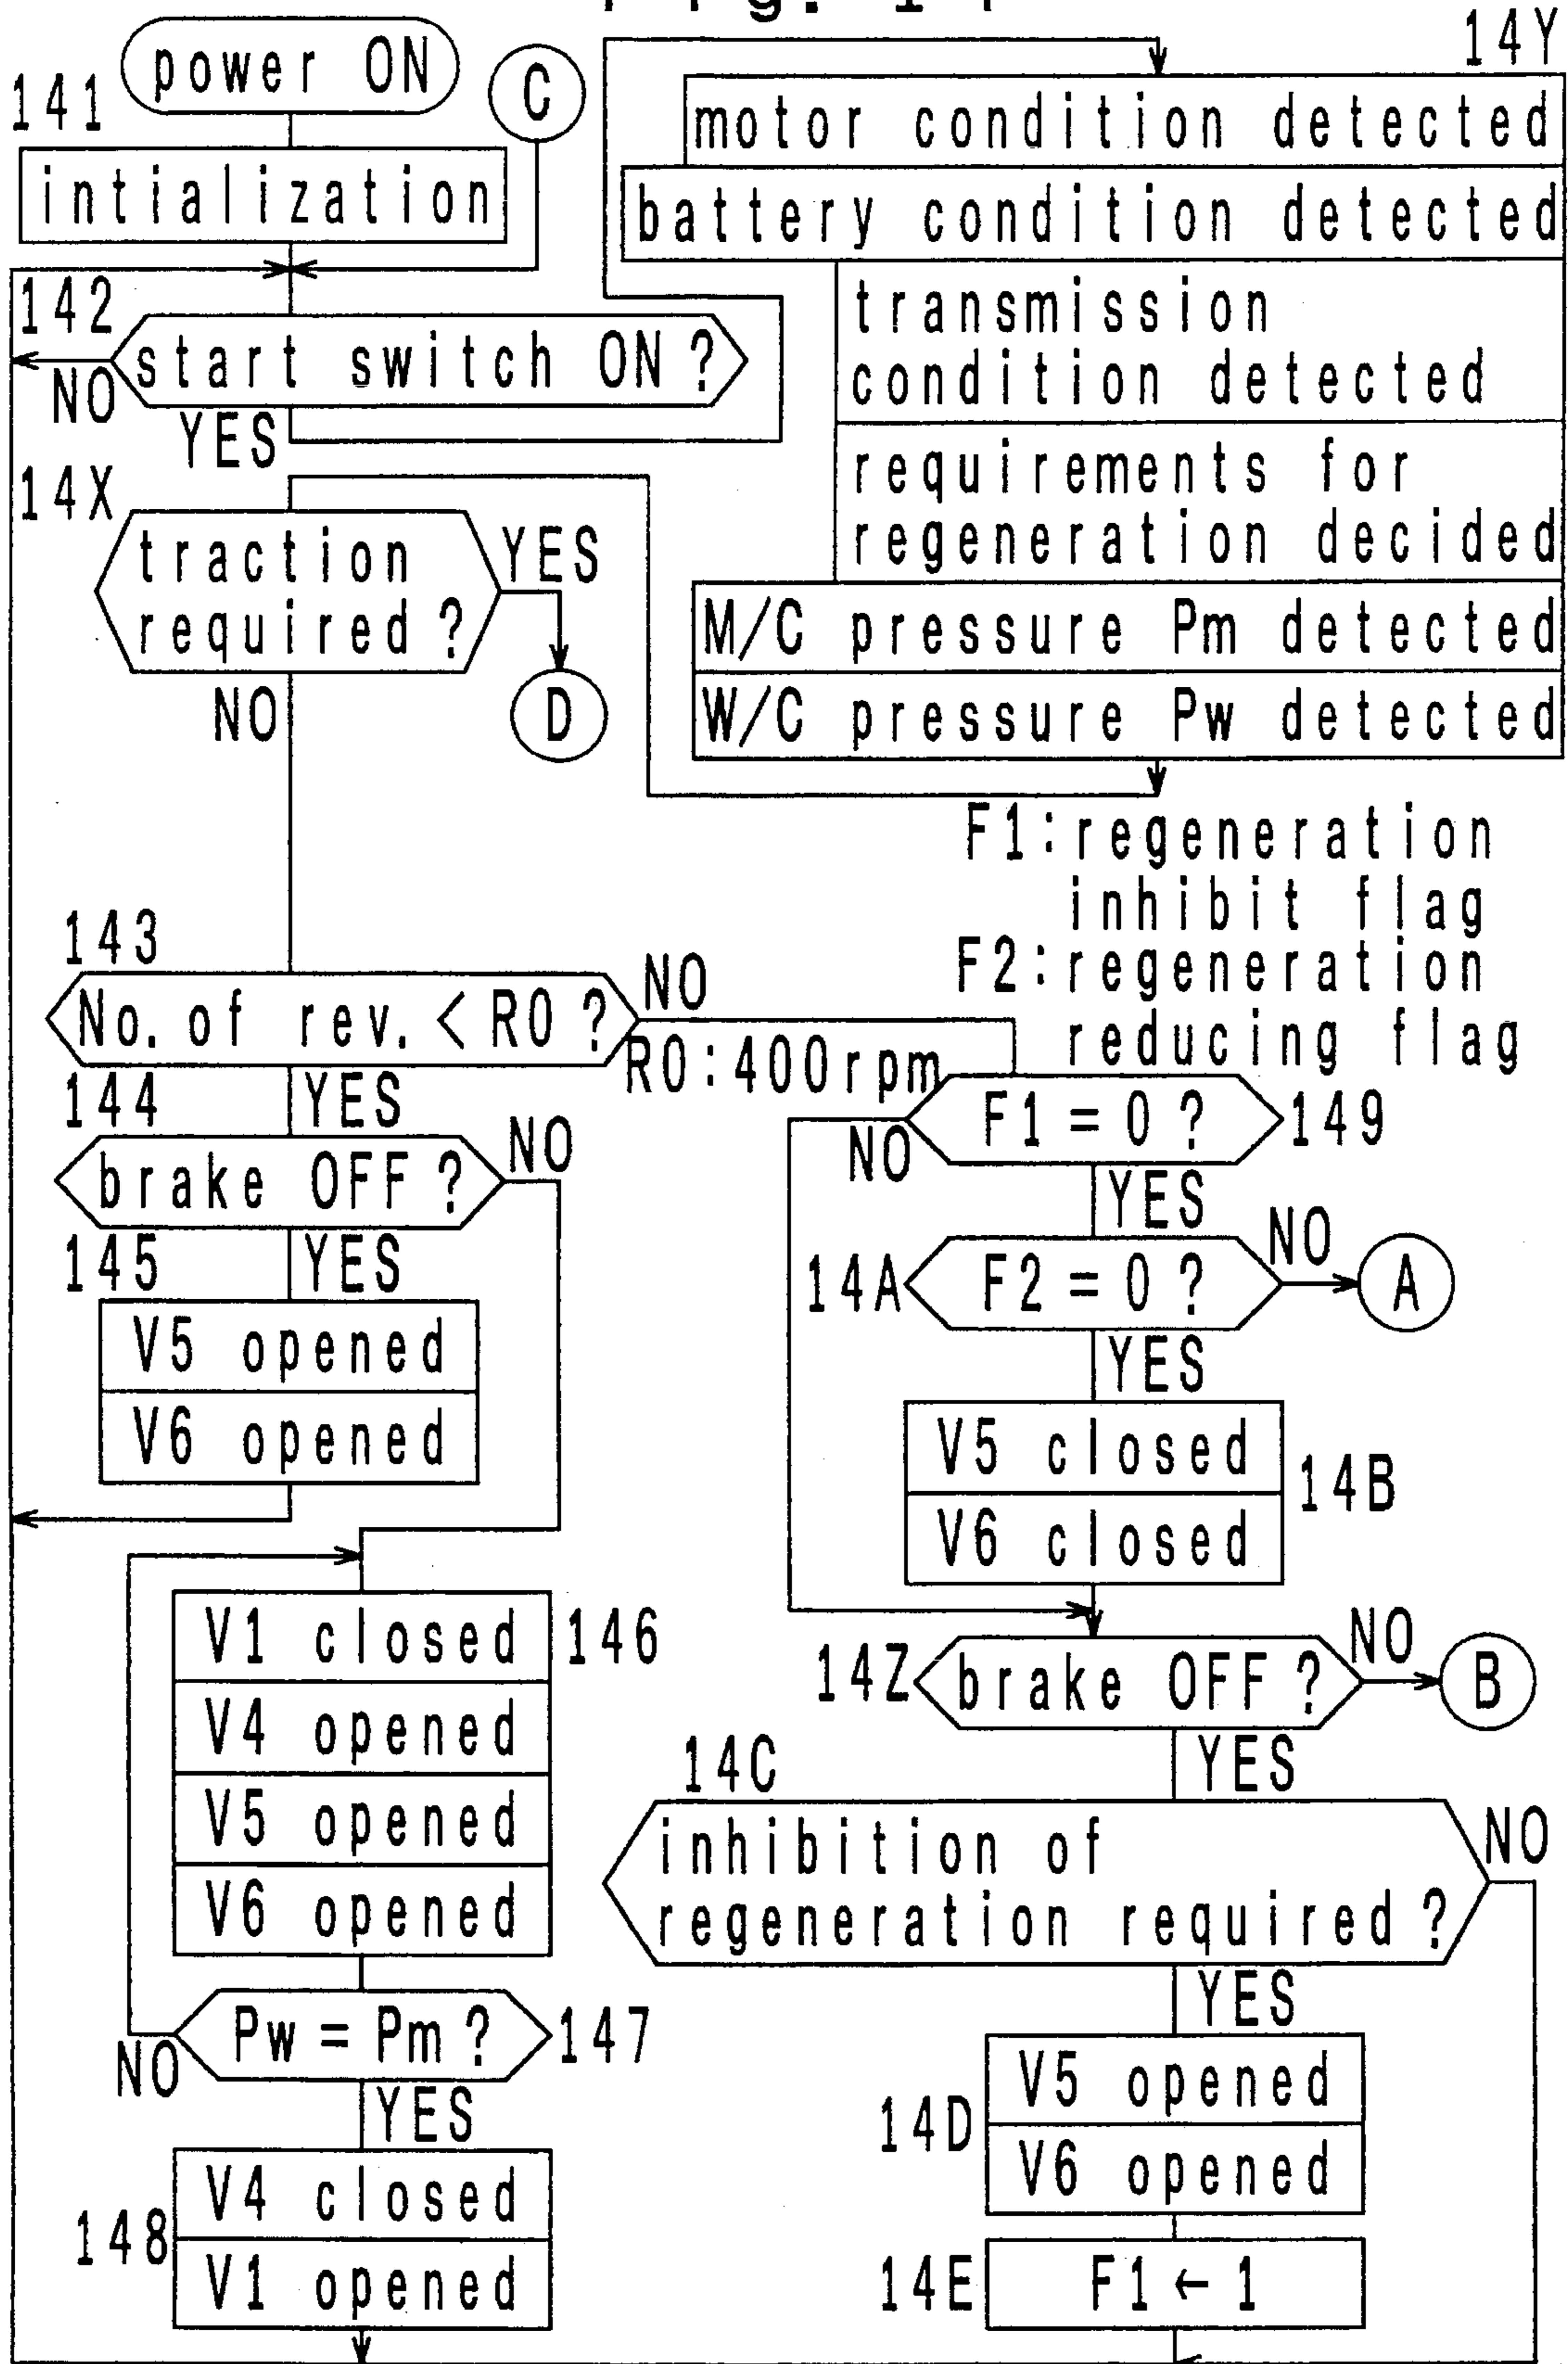 power ON
141
intialization
C
142
start switch ON ?
NO
YES
14Y
motor condition detected
battery condition detected
transmission
condition detected
requirements for
regeneration decided
M/C pressure Pm detected
W/C pressure Pw detected
14X
traction
required ?
YES
D
NO
F1:regeneration
inhibit flag
F2:regeneration
reducing flag
143
No. of rev. < R0 ?
NO
R0:400rpm
YES
144
brake OFF ?
NO
YES
145
V5 opened
V6 opened
V1 closed
146
V4 opened
V5 opened
V6 opened
Pw = Pm ?
147
NO
YES
148
V4 closed
V1 opened
F1 = 0 ?
149
NO
YES
14A
F2 = 0 ?
NO
A
YES
V5 closed
V6 closed
14B
14Z
brake OFF ?
NO
B
YES
14C
inhibition of
regeneration required ?
NO
YES
14D
V5 opened
V6 opened
14E
F1 ← 1